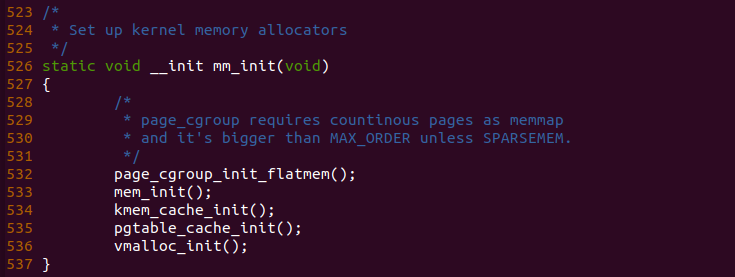 523 /*
524  * Set up kernel memory allocators
525  */
526 static void __init mm_init(void)
527 {
528         /*
529          * page_cgroup requires countinous pages as memmap
530          * and it's bigger than MAX_ORDER unless SPARSEMEM.
531          */
532         page_cgroup_init_flatmem();
533         mem_init();
534         kmem_cache_init();
535         pgtable_cache_init();
536         vmalloc_init();
537 }